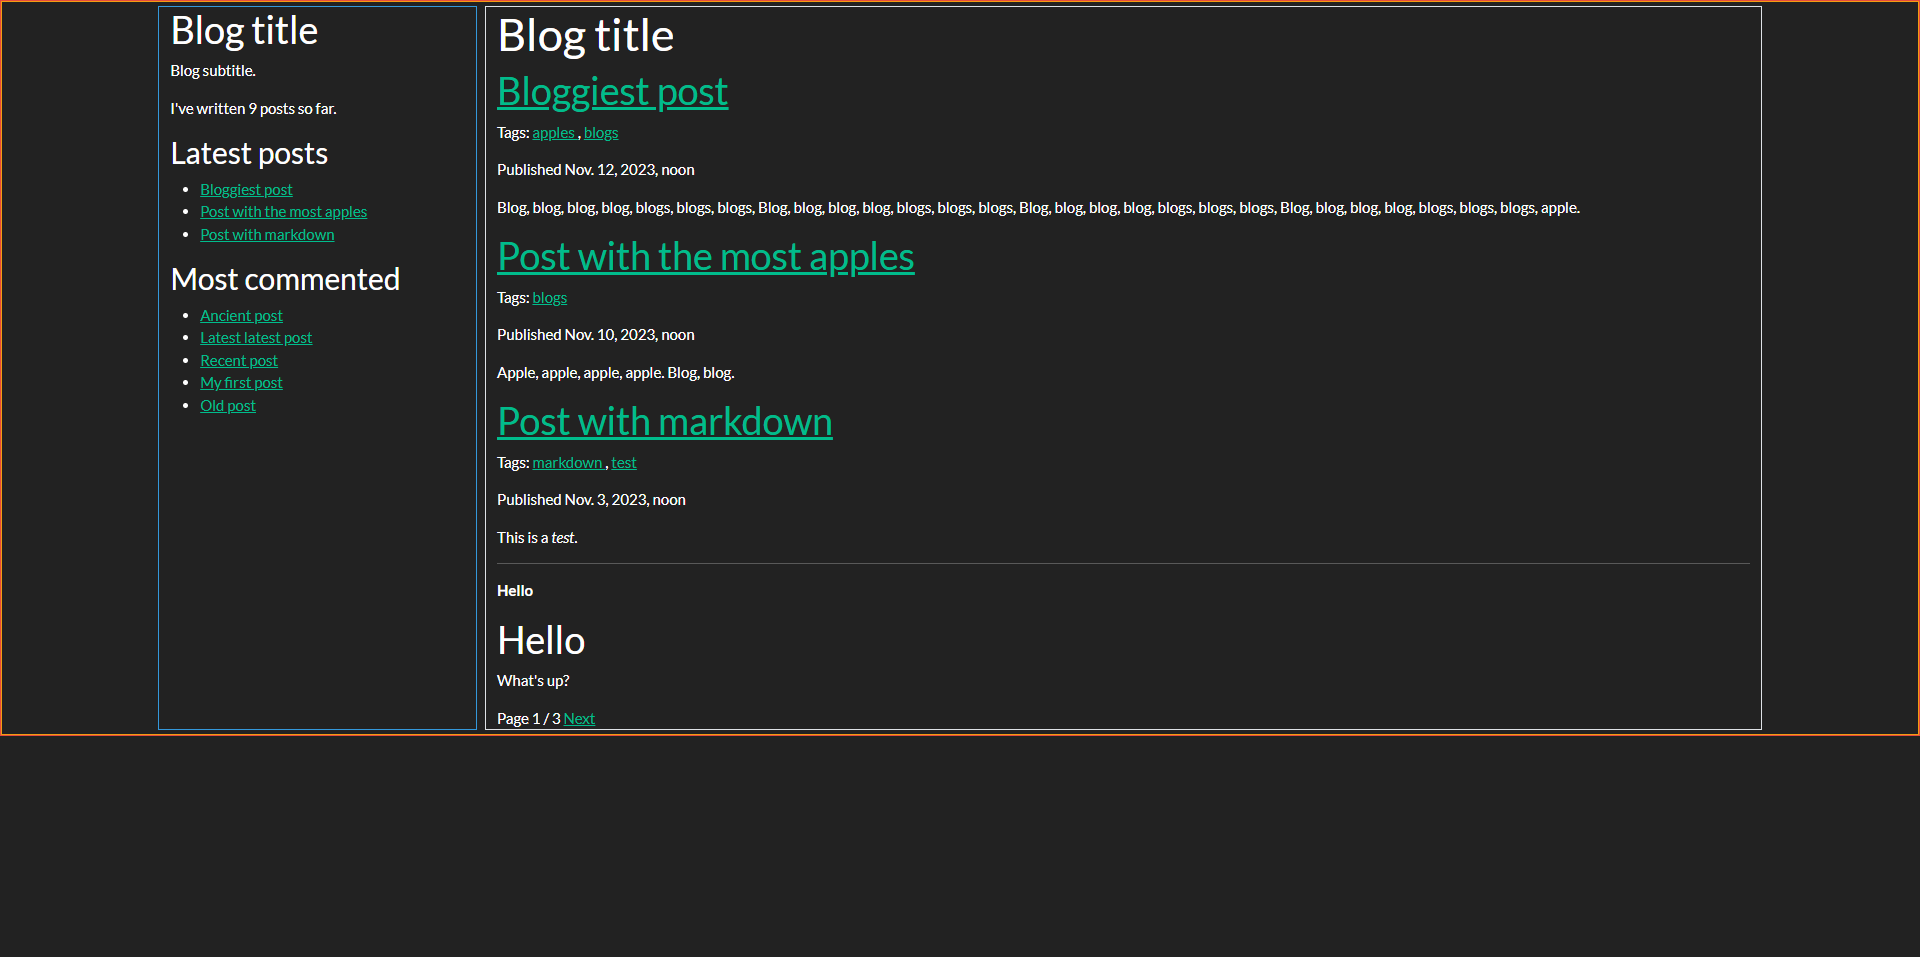 Blog title
Blog subtitle.
I've written 9 posts so far.
Latest posts
Bloggiest post
Post with the most apples
Post with markdown
Most commented
Ancient post
Latest latest post
Recent post
My first post
Old post
Blog title
Bloggiest post
Tags: apples , blogs
Published Nov. 12, 2023, noon
Blog, blog, blog, blog, blogs, blogs, blogs, Blog, blog, blog, blog, blogs, blogs, blogs, Blog, blog, blog, blog, blogs, blogs, blogs, Blog, blog, blog, blog, blogs, blogs, blogs, apple.
Post with the most apples
Tags: blogs
Published Nov. 10, 2023, noon
Apple, apple, apple, apple. Blog, blog.
Post with markdown
Tags: markdown , test
Published Nov. 3, 2023, noon
This is a test.
Hello
Hello
What's up?
Page 1 / 3 Next